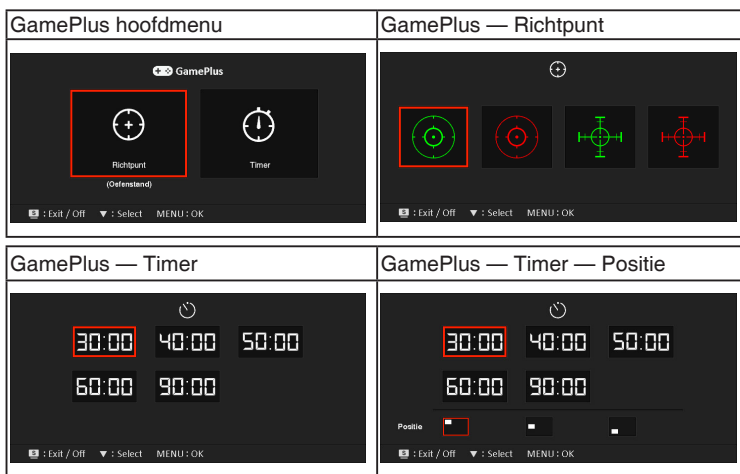 GamePlus hoofdmenu
GamePlus
Richtpunt
Timer
(Oefenstand)
S : Exit / Off ▼ : Select MENU : OK
GamePlus — Richtpunt
S : Exit / Off ▼ : Select MENU : OK
GamePlus — Timer
30:00 40:00 50:00
60:00 90:00
S : Exit / Off ▼ : Select MENU : OK
GamePlus — Timer — Positie
30:00 40:00 50:00
60:00 90:00
Positie
S : Exit / Off ▼ : Select MENU : OK